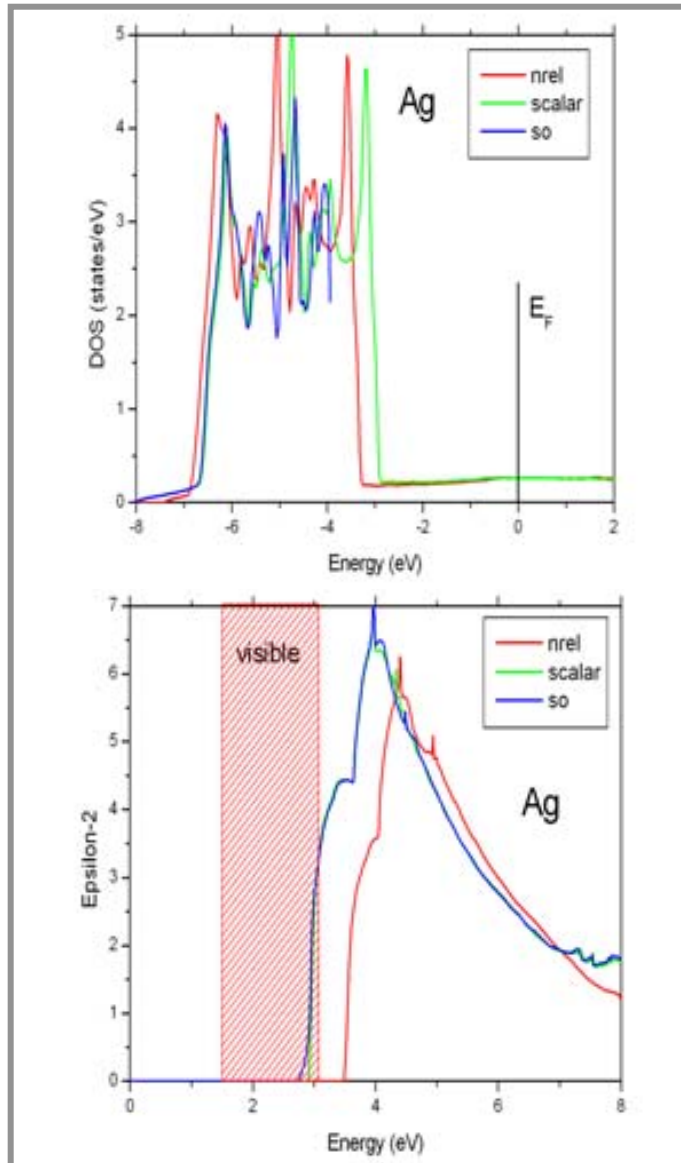 5
4
3
2
1
0
DOS (states/eV)
Ag
nrel
scalar
so
E_F
-8
-6
-4
-2
0
2
Energy (eV)
7
6
5
4
3
2
1
0
Epsilon-2
visible
nrel
scalar
so
Ag
0
2
4
6
8
Energy (eV)